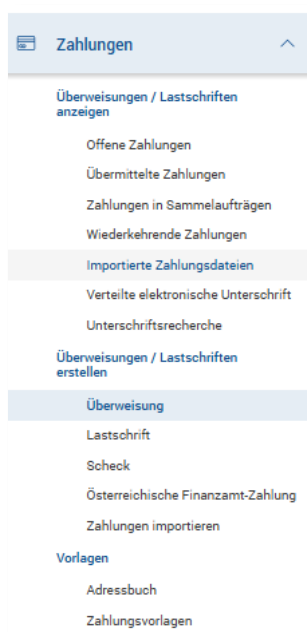 Zahlungen
Überweisungen / Lastschriften
anzeigen
Offene Zahlungen
Übermittelte Zahlungen
Zahlungen in Sammelaufträgen
Wiederkehrende Zahlungen
Importierte Zahlungsdateien
Verteilte elektronische Unterschrift
Unterschriftsrecherche
Überweisungen / Lastschriften
erstellen
Überweisung
Lastschrift
Scheck
Österreichische Finanzamt-Zahlung
Zahlungen importieren
Vorlagen
Adressbuch
Zahlungsvorlagen